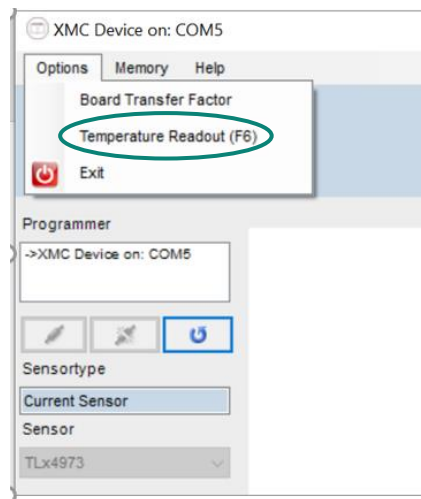 XMC Device on: COM5
Options Memory Help
Board Transfer Factor
Temperature Readout (F6)
Exit
Programmer
->XMC Device on: COM5
Sensortype
Current Sensor
Sensor
TLx4973